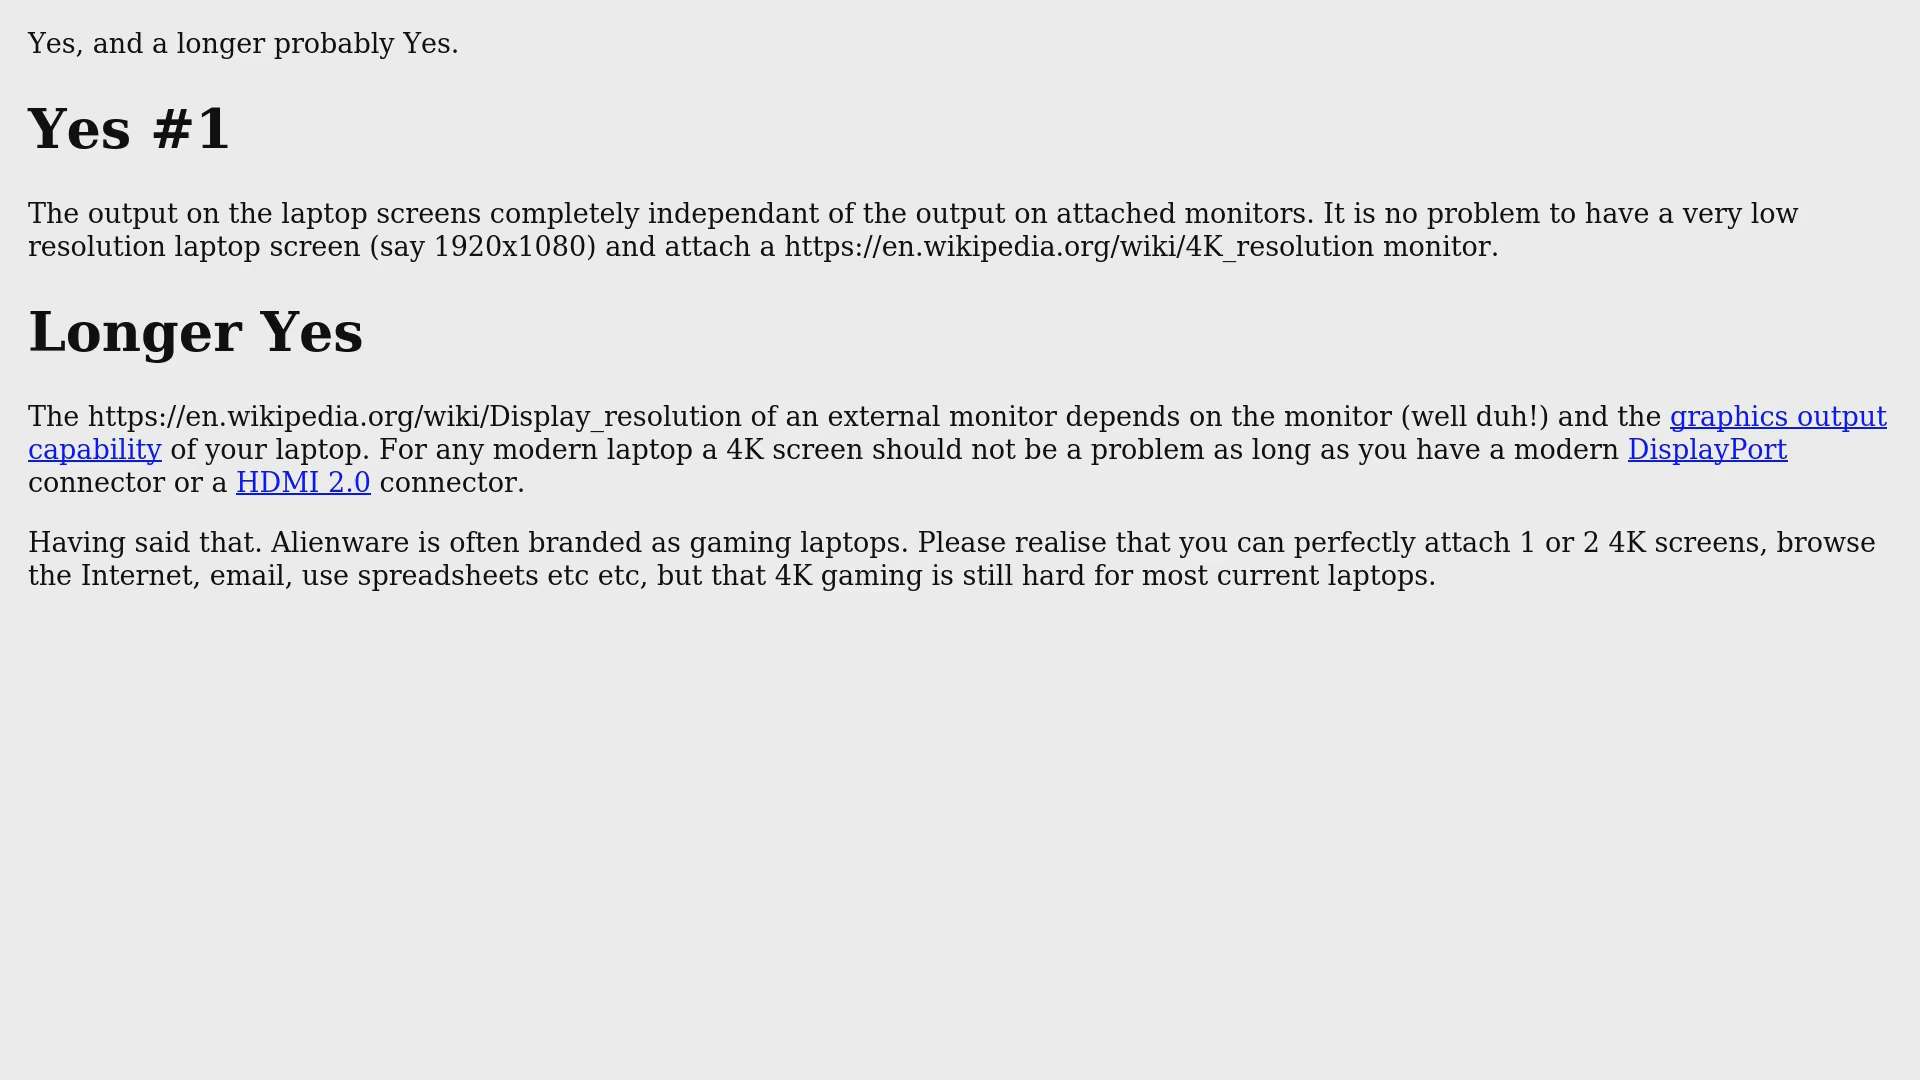 Yes, and a longer probably Yes.
Yes #1
The output on the laptop screens completely independant of the output on attached monitors. It is no problem to have a very low
resolution laptop screen (say 1920x1080) and attach a https://en.wikipedia.org/wiki/4K_resolution monitor.
Longer Yes
The https://en.wikipedia.org/wiki/Display_resolution of an external monitor depends on the monitor (well duh!) and the graphics output
capability of your laptop. For any modern laptop a 4K screen should not be a problem as long as you have a modern DisplayPort
connector or a HDMI 2.0 connector.
Having said that. Alienware is often branded as gaming laptops. Please realise that you can perfectly attach 1 or 2 4K screens, browse
the Internet, email, use spreadsheets etc etc, but that 4K gaming is still hard for most current laptops.